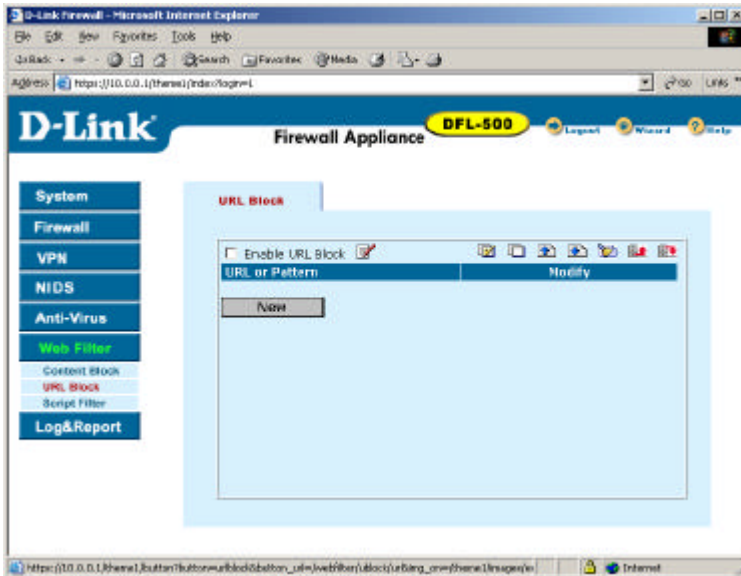 D-Link Firewall - Microsoft Internet Explorer
File Edit View Favorites Tools Help
Back Search Favorites Media
Address https://10.0.0.1/theme1/index?login=1 Go Links
D-Link
Firewall Appliance
DFL-500
Logout Wizard Help
System
Firewall
VPN
NIDS
Anti-Virus
Web Filter
Content Block
URL Block
Script Filter
Log&Report
URL Block
Enable URL Block
URL or Pattern Modify
New
Internet